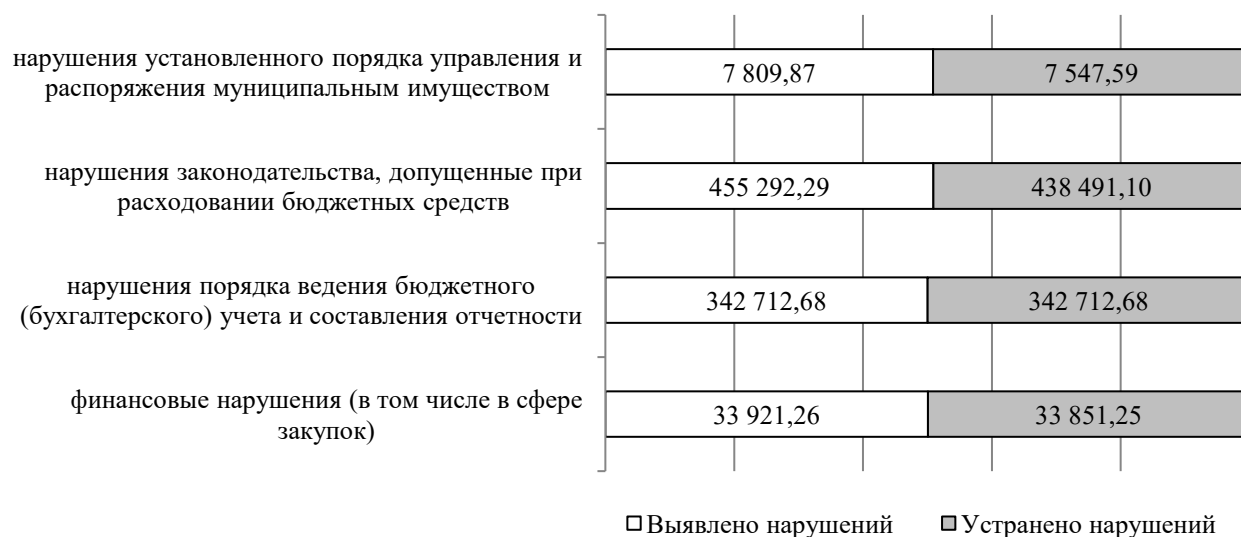 нарушения установленного порядка управления и
распоряжения муниципальным имуществом
7 809,87
7 547,59
нарушения законодательства, допущенные при
расходовании бюджетных средств
455 292,29
438 491,10
нарушения порядка ведения бюджетного
(бухгалтерского) учета и составления отчетности
342 712,68
342 712,68
финансовые нарушения (в том числе в сфере
закупок)
33 921,26
33 851,25
Выявлено нарушений
Устранено нарушений